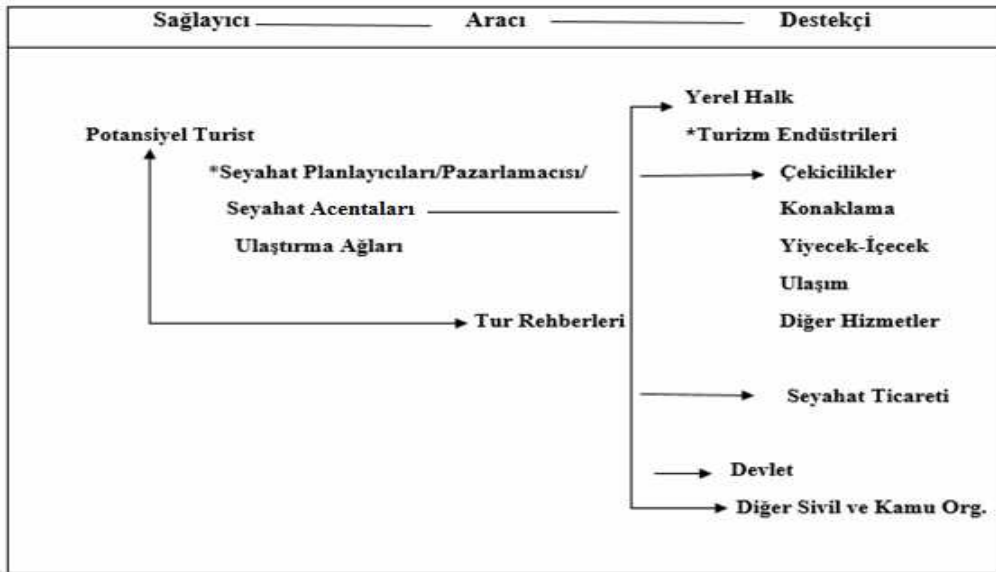 Sağlayıcı Aracı Destekçi
Yerel Halk
Potansiyel Turist *Turizm Endüstrileri
*Seyahat Planlayıcıları/Pazarlamacısı/ Çekicilikler
Seyahat Acentaları Konaklama
Ulaştırma Ağları Yiyecek-İçecek
Ulaşım
Tur Rehberleri Diğer Hizmetler
Seyahat Ticareti
Devlet
Diğer Sivil ve Kamu Org.